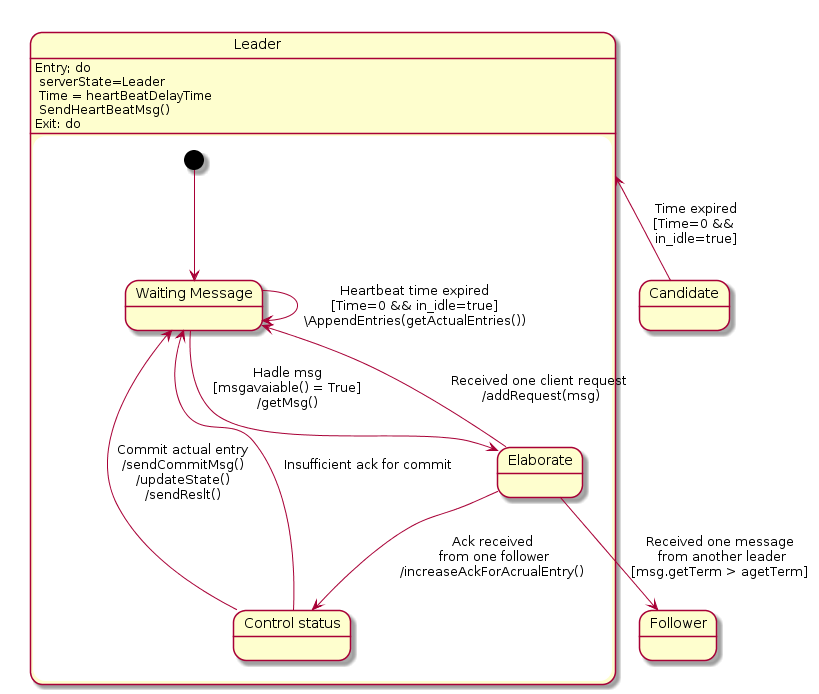 Leader
Entry; do
serverState=Leader
Time = heartBeatDelayTime
SendHeartBeatMsg()
Exit: do
Time expired
[Time=0 &&
in_idle=true]
Waiting Message
Heartbeat time expired
[Time=0 && in_idle=true]
\AppendEntries(getActualEntries())
Candidate
Hadle msg
[msgavaiable() = True]
/getMsg()
Received one client request
/addRequest(msg)
Commit actual entry
/sendCommitMsg()
/updateState()
/sendReslt()
Insufficient ack for commit
Elaborate
Ack received
from one follower
/increaseAckForAcrualEntry()
Received one message
from another leader
[msg.getTerm > agetTerm]
Control status
Follower